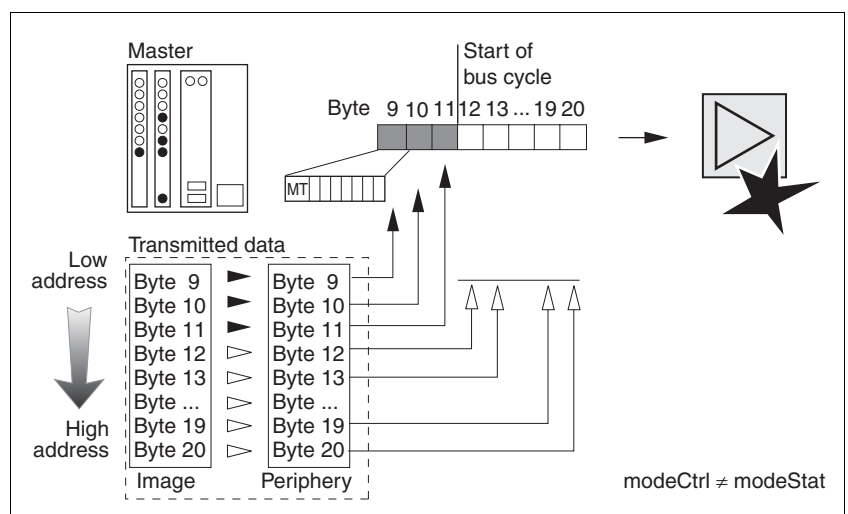 Master
Start of
bus cycle
Byte 9 10 11 12 13 ... 19 20
MT
Transmitted data
Low
address
High
address
Byte 9
Byte 10
Byte 11
Byte 12
Byte 13
Byte ...
Byte 19
Byte 20
Image
Byte 9
Byte 10
Byte 11
Byte 12
Byte 13
Byte ...
Byte 19
Byte 20
Periphery
modeCtrl ≠ modeStat